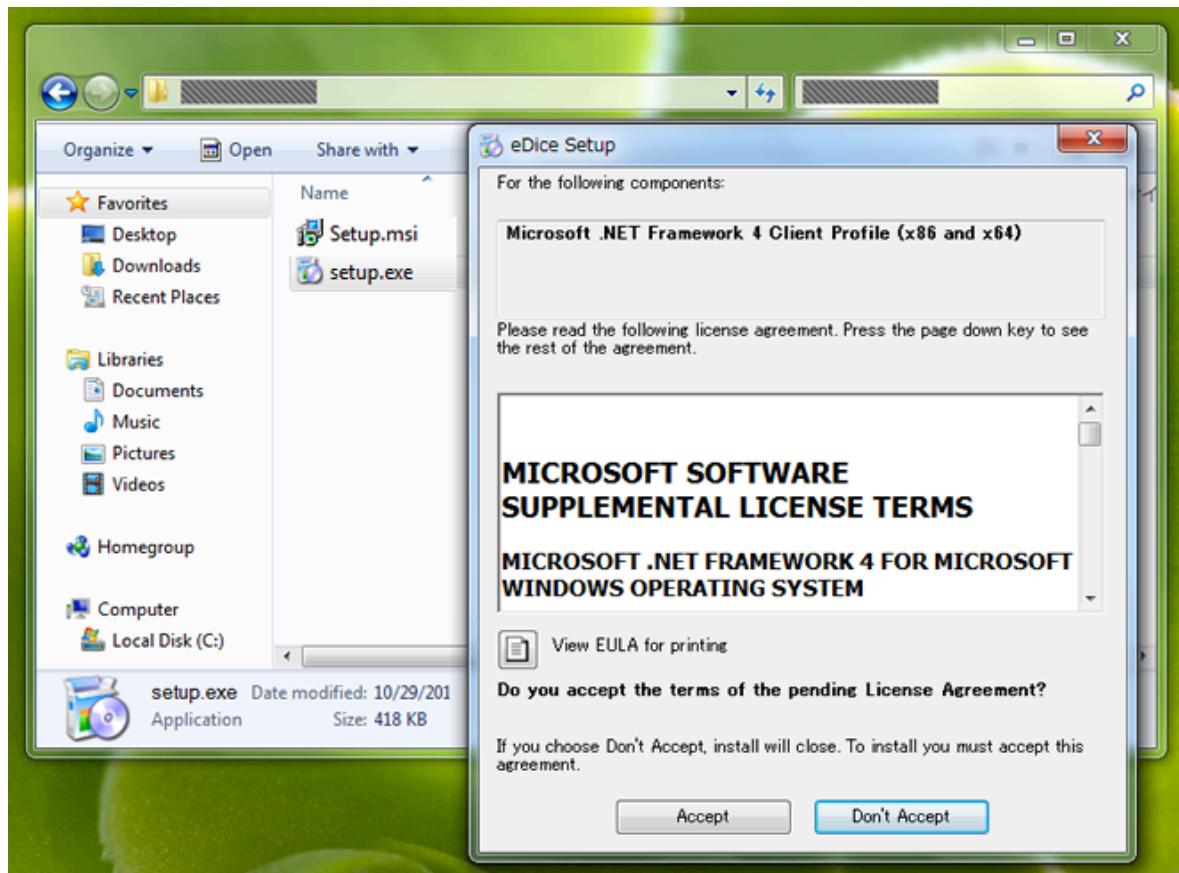 Organize
Open
Share with
Favorites
Desktop
Downloads
Recent Places
Libraries
Documents
Music
Pictures
Videos
Homegroup
Computer
Local Disk (C:)
Name
Setup.msi
setup.exe
setup.exe Date modified: 10/29/201
Application Size: 418 KB
eDice Setup
For the following components:
Microsoft .NET Framework 4 Client Profile (x86 and x64)
Please read the following license agreement. Press the page down key to see
the rest of the agreement.
MICROSOFT SOFTWARE
SUPPLEMENTAL LICENSE TERMS
MICROSOFT .NET FRAMEWORK 4 FOR MICROSOFT
WINDOWS OPERATING SYSTEM
View EULA for printing
Do you accept the terms of the pending License Agreement?
If you choose Don't Accept, install will close. To install you must accept this
agreement.
Accept
Don't Accept